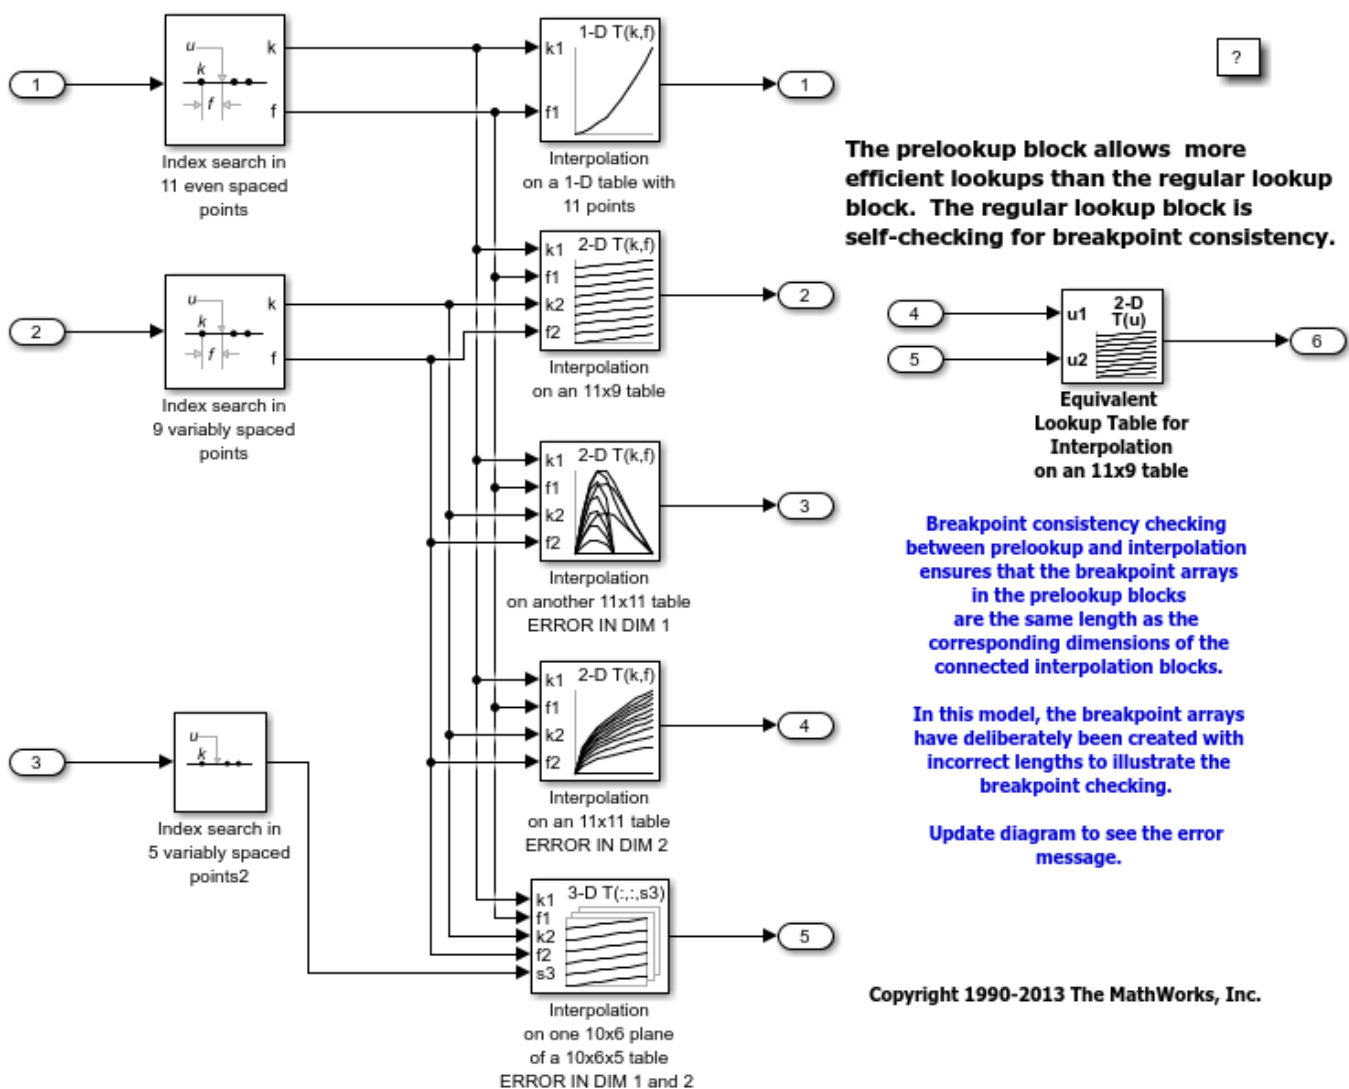 1
u
k
f
k
f
Index search in
11 even spaced
points
1-D T(k,f)
k1
f1
Interpolation
on a 1-D table with
11 points
1
?
The prelookup block allows more
efficient lookups than the regular lookup
block. The regular lookup block is
self-checking for breakpoint consistency.
2
u
k
f
k
f
Index search in
9 variably spaced
points
2-D T(k,f)
k1
f1
k2
f2
Interpolation
on an 11x9 table
2
4
5
u1
u2
2-D
T(u)
6
Equivalent
Lookup Table for
Interpolation
on an 11x9 table
2-D T(k,f)
k1
f1
k2
f2
Interpolation
on another 11x11 table
ERROR IN DIM 1
3
Breakpoint consistency checking
between prelookup and interpolation
ensures that the breakpoint arrays
in the prelookup blocks
are the same length as the
corresponding dimensions of the
connected interpolation blocks.
In this model, the breakpoint arrays
have deliberately been created with
incorrect lengths to illustrate the
breakpoint checking.
Update diagram to see the error
message.
3
u
k
Index search in
5 variably spaced
points2
2-D T(k,f)
k1
f1
k2
f2
Interpolation
on an 11x11 table
ERROR IN DIM 2
4
3-D T(:,:,s3)
k1
f1
k2
f2
s3
Interpolation
on one 10x6 plane
of a 10x6x5 table
ERROR IN DIM 1 and 2
5
Copyright 1990-2013 The MathWorks, Inc.